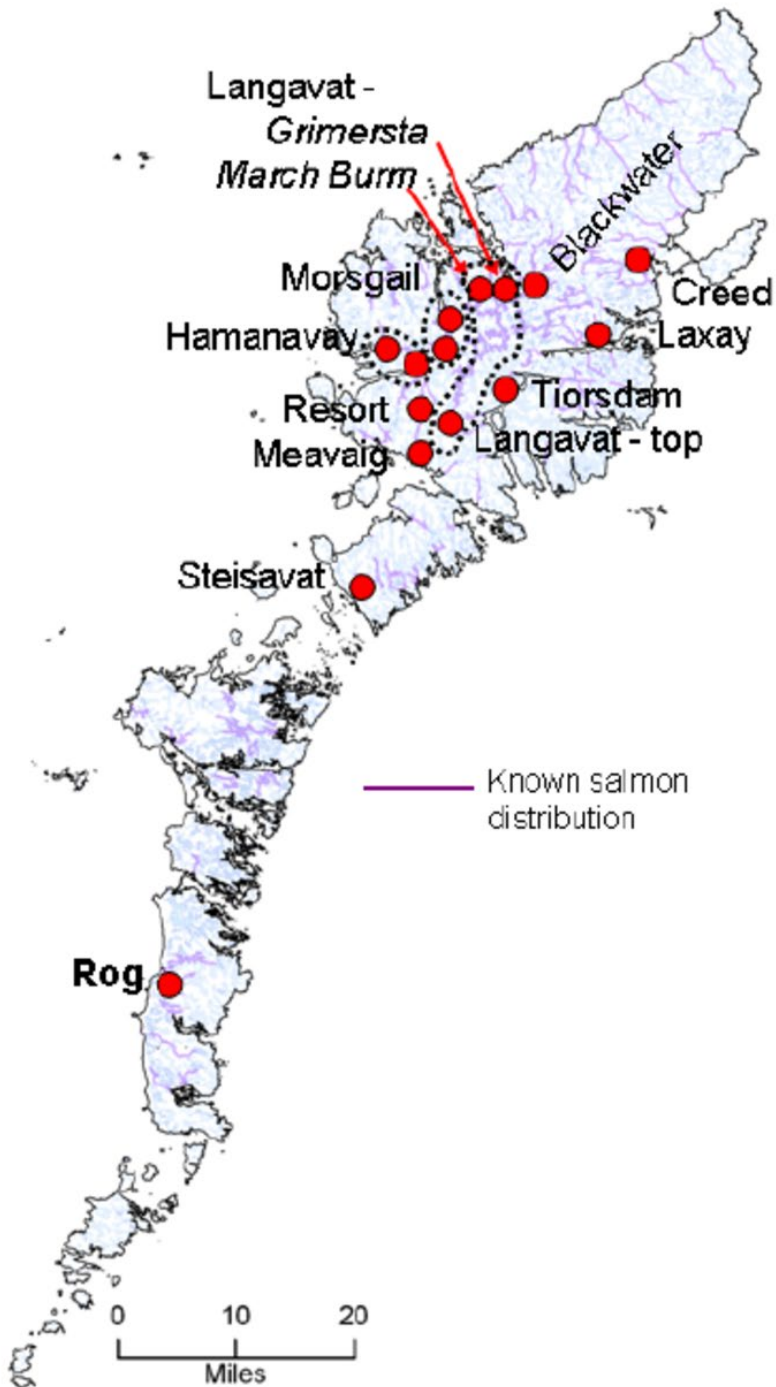 Langavat -
Grimersta
March Burm
Blackwater
Morsgail
Creed
Hamanavay
Laxay
Resort
Tiorsdam
Meavaig
Langavat - top
Steisavat
Known salmon
distribution
Rog
0 10 20
Miles